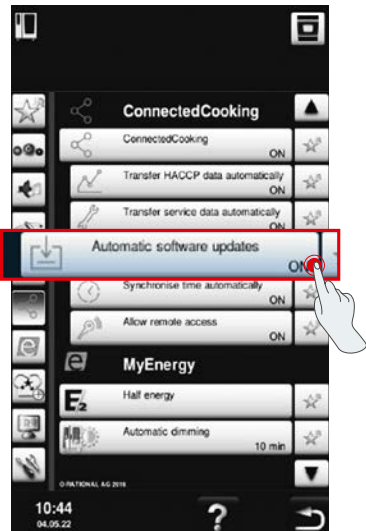 ConnectedCooking
ConnectedCooking
ON
Transfer HACCP data automatically
ON
Transfer service data automatically
ON
Automatic software updates
ON
Synchronise time automatically
ON
Allow remote access
ON
MyEnergy
E2
Half energy
Automatic dimming
10 min
© RATIONAL AG 2016
10:44
04.05.22
?